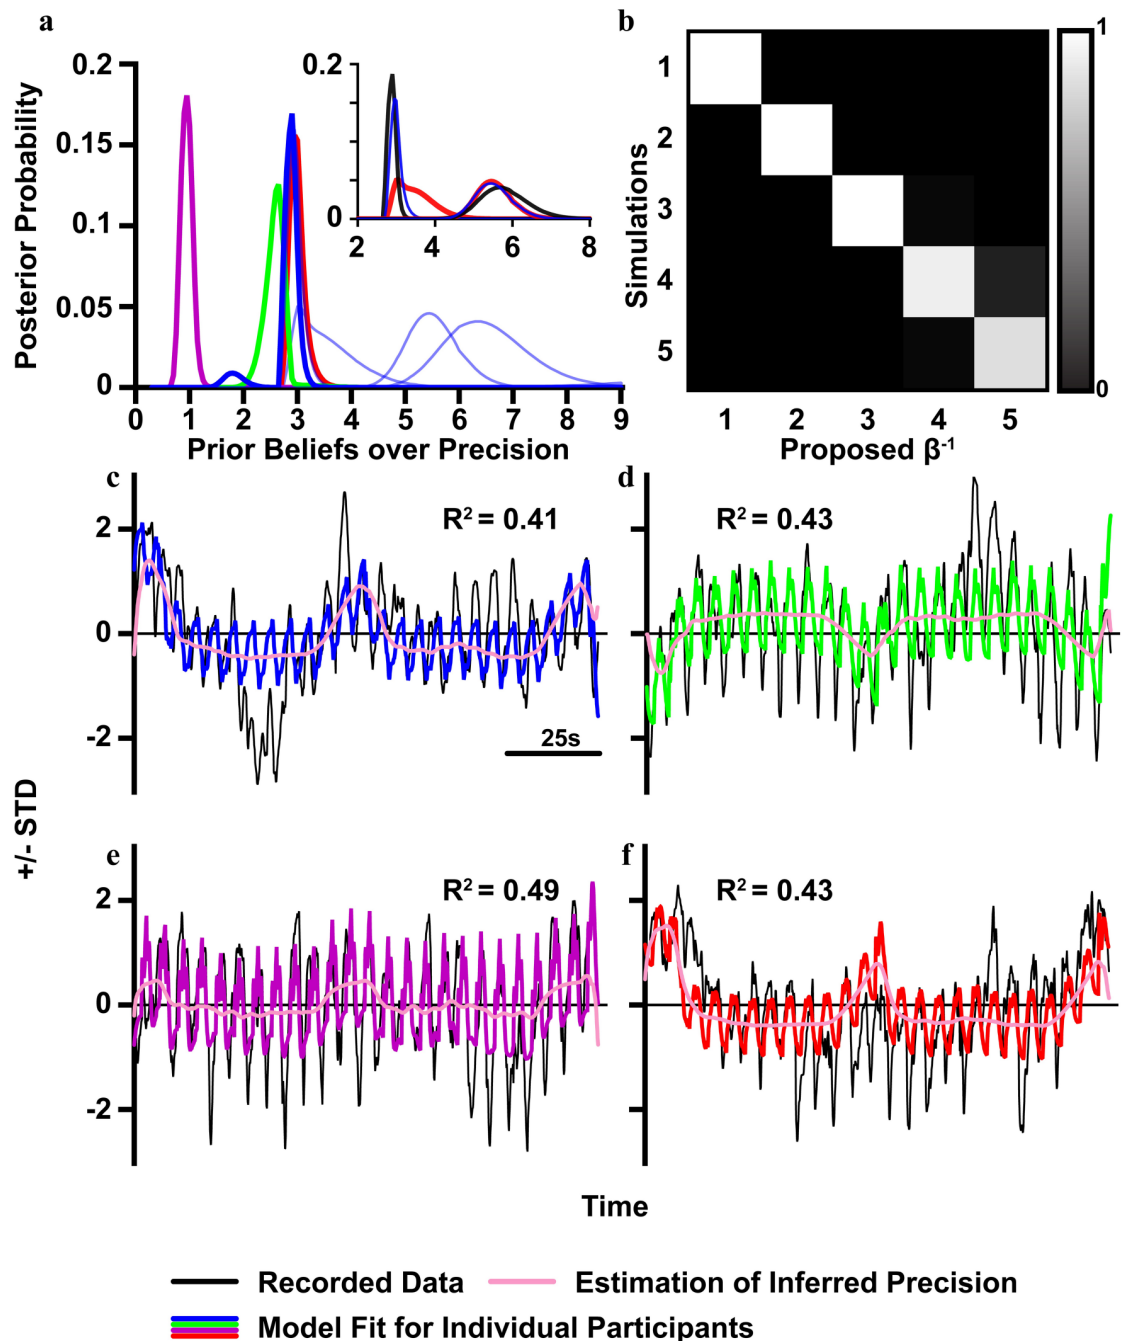 a
Posterior Probability
0.2
0.15
0.1
0.05
0
0 1 2 3 4 5 6 7 8 9
Prior Beliefs over Precision
0.2
0
2 4 6 8
b
Simulations
1
2
3
4
5
1 2 3 4 5
Proposed β⁻¹
1
0
c
R² = 0.41
2
0
-2
25s
d
R² = 0.43
+/- STD
e
R² = 0.49
2
0
-2
f
R² = 0.43
Time
Recorded Data
Estimation of Inferred Precision
Model Fit for Individual Participants